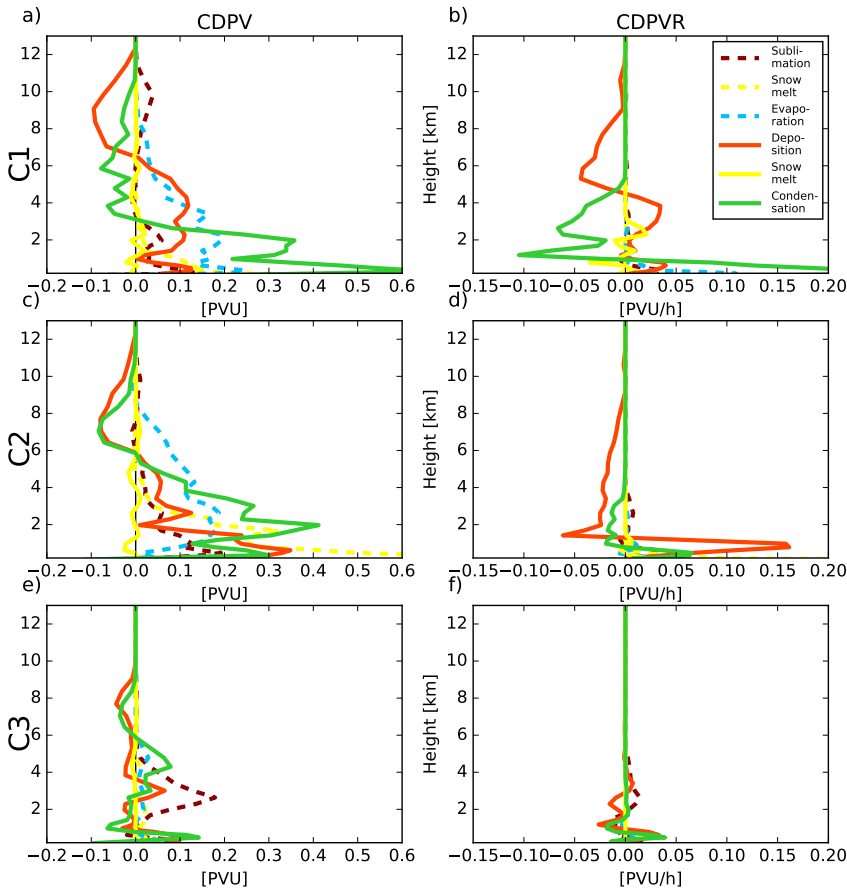 a)
CDPV
b)
CDPVR
12
10
8
6
4
2
C1
−0.2
−0.1
0.0
0.1
0.2
0.3
0.4
0.5
0.6
[PVU]
Height [km]
12
10
8
6
4
2
−0.15
−0.10
−0.05
0.00
0.05
0.10
0.15
0.20
[PVU/h]
Subli-
mation
Snow
melt
Evapo-
ration
Depo-
sition
Snow
melt
Conden-
sation
c)
d)
12
10
8
6
4
2
C2
−0.2
−0.1
0.0
0.1
0.2
0.3
0.4
0.5
0.6
[PVU]
Height [km]
12
10
8
6
4
2
−0.15
−0.10
−0.05
0.00
0.05
0.10
0.15
0.20
[PVU/h]
e)
f)
12
10
8
6
4
2
C3
−0.2
−0.1
0.0
0.1
0.2
0.3
0.4
0.5
0.6
[PVU]
Height [km]
12
10
8
6
4
2
−0.15
−0.10
−0.05
0.00
0.05
0.10
0.15
0.20
[PVU/h]